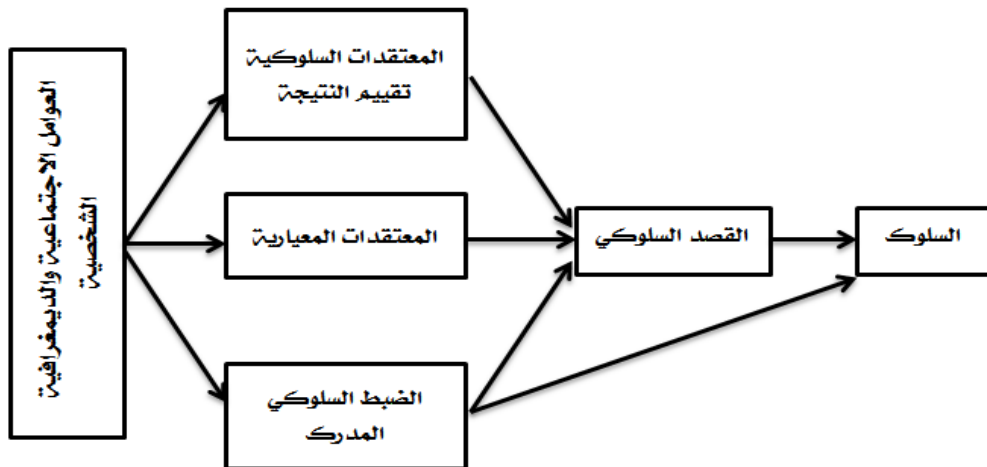 العوامل الاجتماعية والديمغرافية
الشخصية
المعتقدات السلوكية
تقييم النتيجة
المعتقدات المعيارية
الضبط السلوكي
المدرك
القصد السلوكي
السلوك